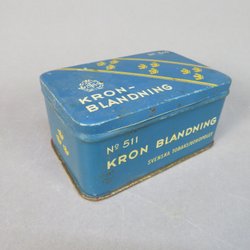 KRON-
BLANDNING
Nº 511
KRON BLANDNING
SVENSKA TOBAKSMONOPOLET